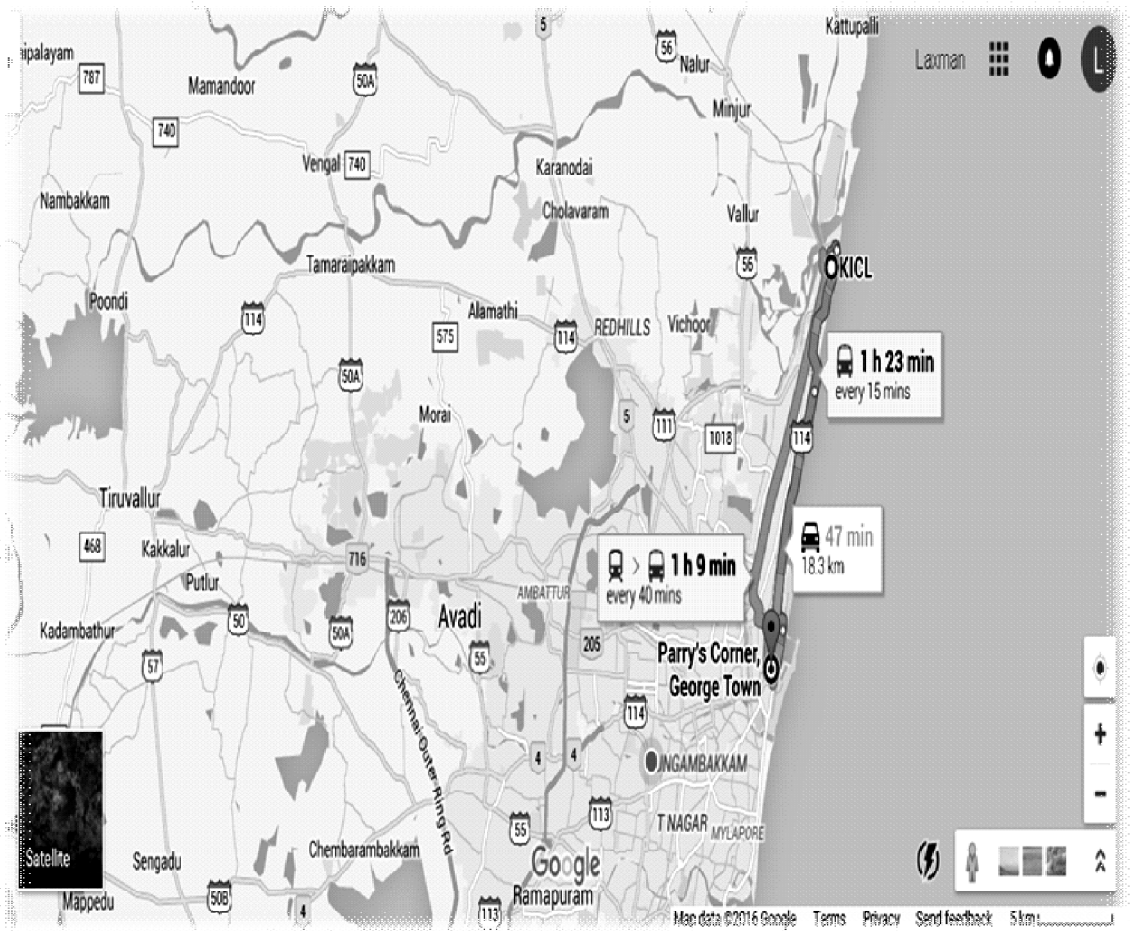 5
Kattupalli
ipalayam
787
Mamandoor
50A
56
Nalur
Laxman
L
Minjur
740
Vengal
740
Karanodai
Nambakkam
Cholavaram
Vallur
Tamaraipakkam
56
KICL
Poondi
114
Alamathi
575
114
REDHILLS
Vichoor
1 h 23 min
every 15 mins
50A
Morai
5
111
1018
114
Tiruvallur
468
Kakkalur
716
Putlur
1 h 9 min
every 40 mins
47 min
18.3 km
AMBATTUR
Kadambathur
50
50A
206
Avadi
55
205
57
Parry's Corner,
George Town
Chennai Outer Ring Rd
114
4
4
UNGAMBAKKAM
113
55
T NAGAR
MYLAPORE
Satellite
Sengadu
Chembarambakkam
Google
Ramapuram
Mappedu
50B
4
113
Map data ©2016 Google Terms Privacy Send feedback 5 km